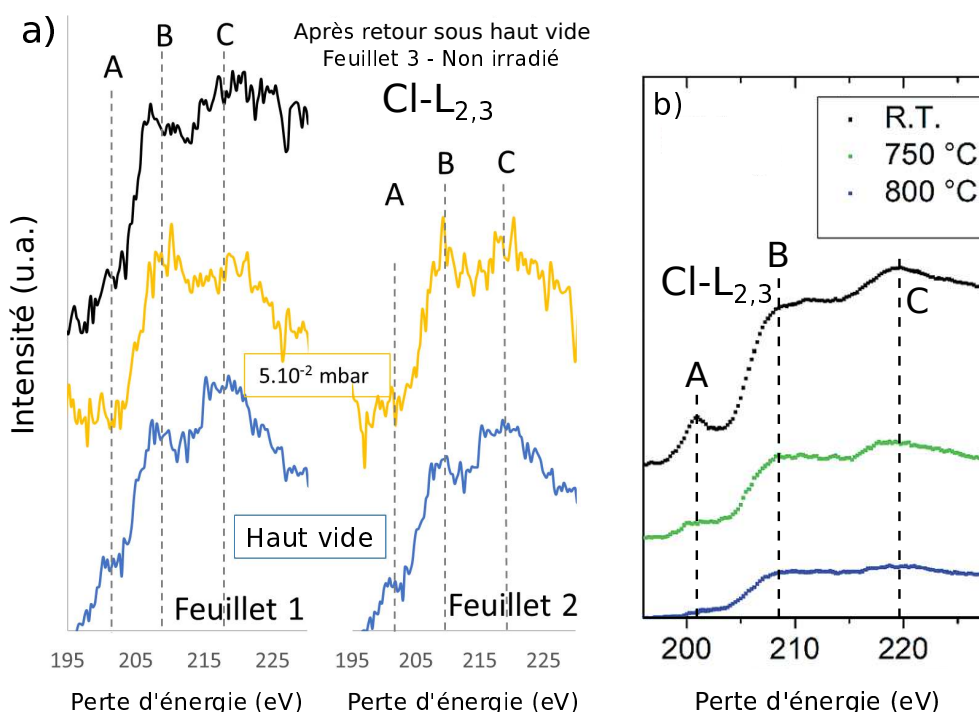 a)
A
B
C
Après retour sous haut vide
Feuillet 3 - Non irradié
Cl-L2,3
A
B
C
5.10-2 mbar
Haut vide
Feuillet 1
Feuillet 2
Intensité (u.a.)
195 205 215 225
195 205 215 225
Perte d'énergie (eV)
Perte d'énergie (eV)
b)
R.T.
750 °C
800 °C
Cl-L2,3
A
B
C
200 210 220
Perte d'énergie (eV)